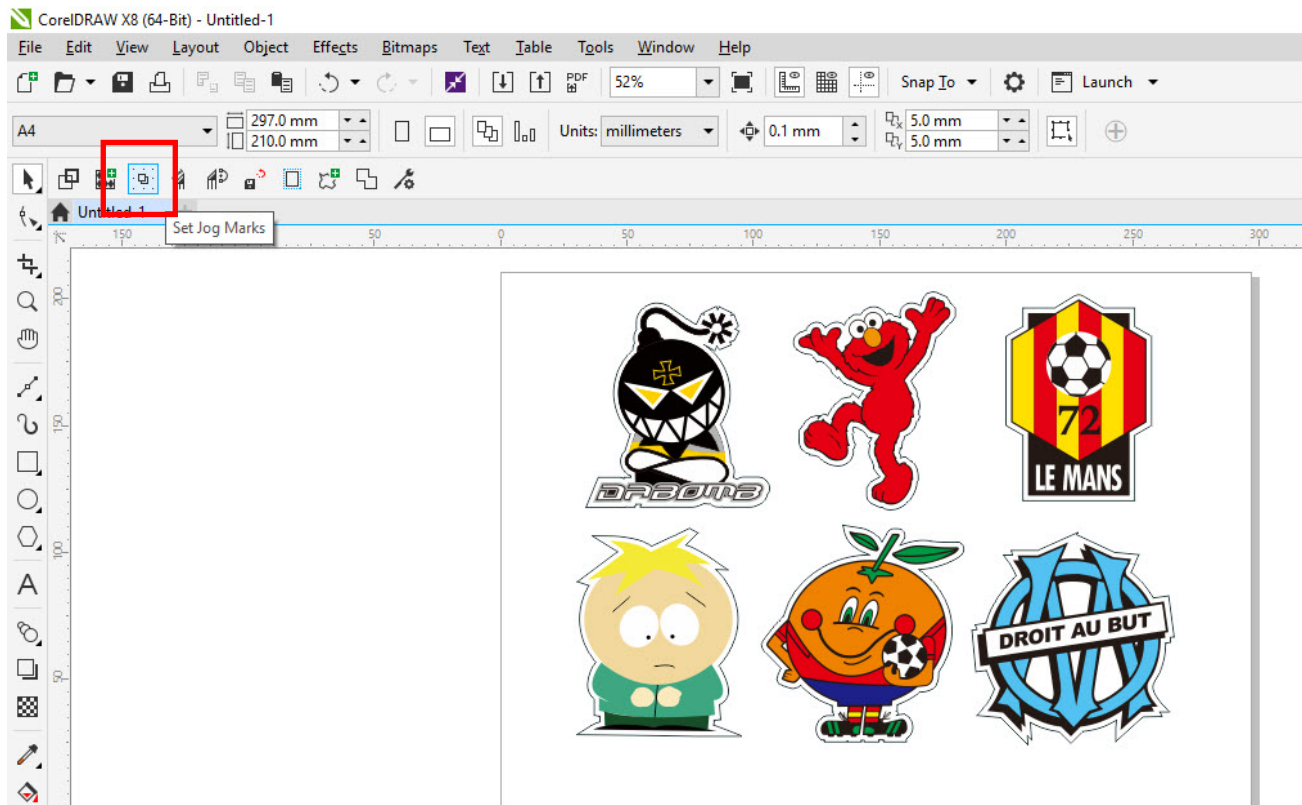 CorelDRAW X8 (64-Bit) - Untitled-1
File Edit View Layout Object Effects Bitmaps Text Table Tools Window Help
PDF 52% Snap To Launch
A4 297.0 mm 210.0 mm Units: millimeters 0.1 mm 5.0 mm 5.0 mm
Untitled-1
Set Jog Marks
150 50 0 50 100 150 200 250 300
200
150
100
50
72
LE MANS
DABOMB
DROIT AU BUT